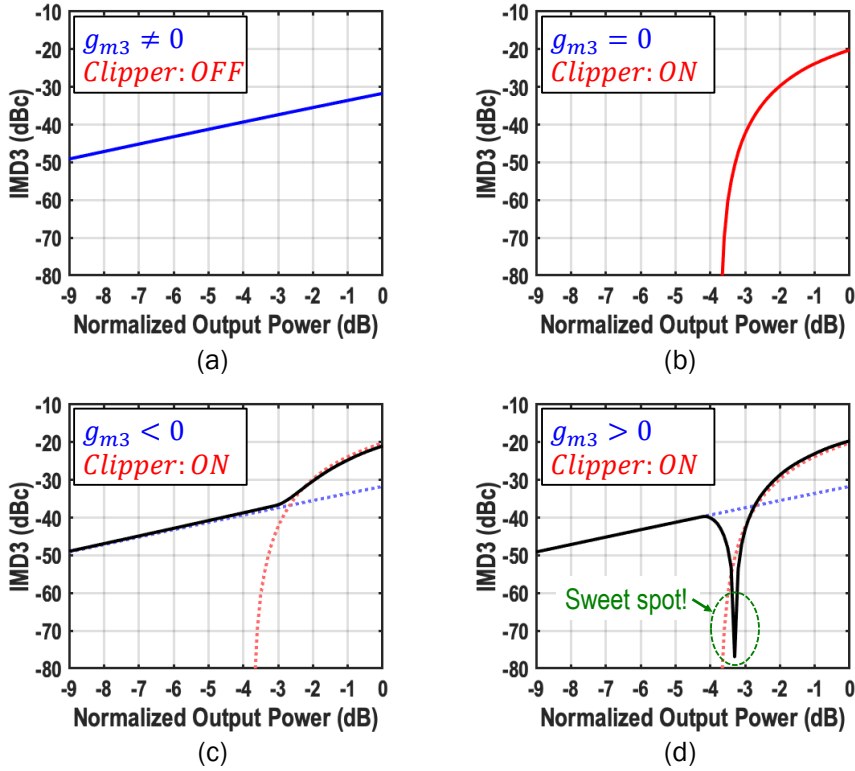 g_{m3} ≠ 0
Clipper: OFF
IMD3 (dBc)
-10
-20
-30
-40
-50
-60
-70
-80
-9 -8 -7 -6 -5 -4 -3 -2 -1 0
Normalized Output Power (dB)
(a)
g_{m3} = 0
Clipper: ON
IMD3 (dBc)
-10
-20
-30
-40
-50
-60
-70
-80
-9 -8 -7 -6 -5 -4 -3 -2 -1 0
Normalized Output Power (dB)
(b)
g_{m3} < 0
Clipper: ON
IMD3 (dBc)
-10
-20
-30
-40
-50
-60
-70
-80
-9 -8 -7 -6 -5 -4 -3 -2 -1 0
Normalized Output Power (dB)
(c)
g_{m3} > 0
Clipper: ON
Sweet spot!
IMD3 (dBc)
-10
-20
-30
-40
-50
-60
-70
-80
-9 -8 -7 -6 -5 -4 -3 -2 -1 0
Normalized Output Power (dB)
(d)